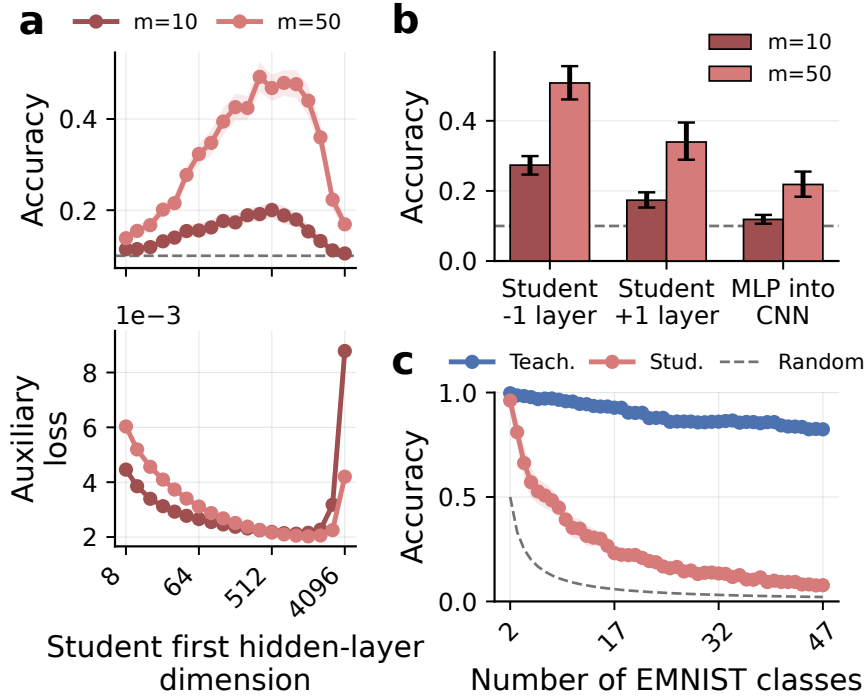 a
m=10 m=50
Accuracy
0.4
0.2
1e−3
Auxiliary
loss
8
6
4
2
8 64 512 4096
Student first hidden-layer
dimension
b
m=10
m=50
Accuracy
0.4
0.2
0.0
Student
-1 layer
Student
+1 layer
MLP into
CNN
c
Teach. Stud. Random
Accuracy
1.0
0.5
0.0
2 17 32 47
Number of EMNIST classes